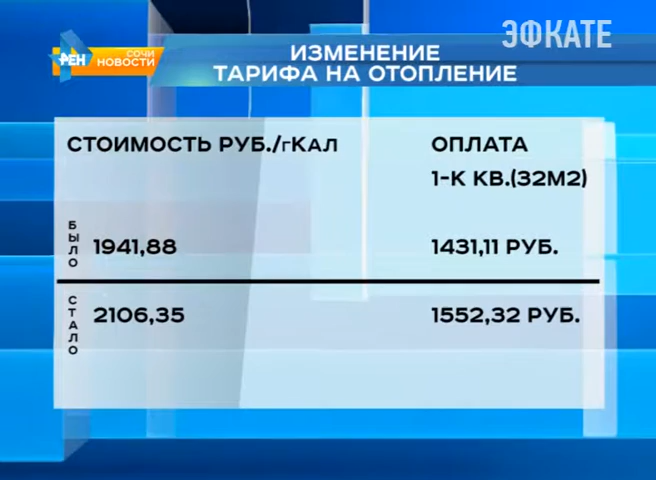 ЭФКАТЕ
РЕН
СОЧИ
НОВОСТИ
ИЗМЕНЕНИЕ
ТАРИФА НА ОТОПЛЕНИЕ
СТОИМОСТЬ РУБ./гКАЛ
ОПЛАТА
1-К КВ.(32М2)
БЫЛО
1941,88
1431,11 РУБ.
СТАЛО
2106,35
1552,32 РУБ.